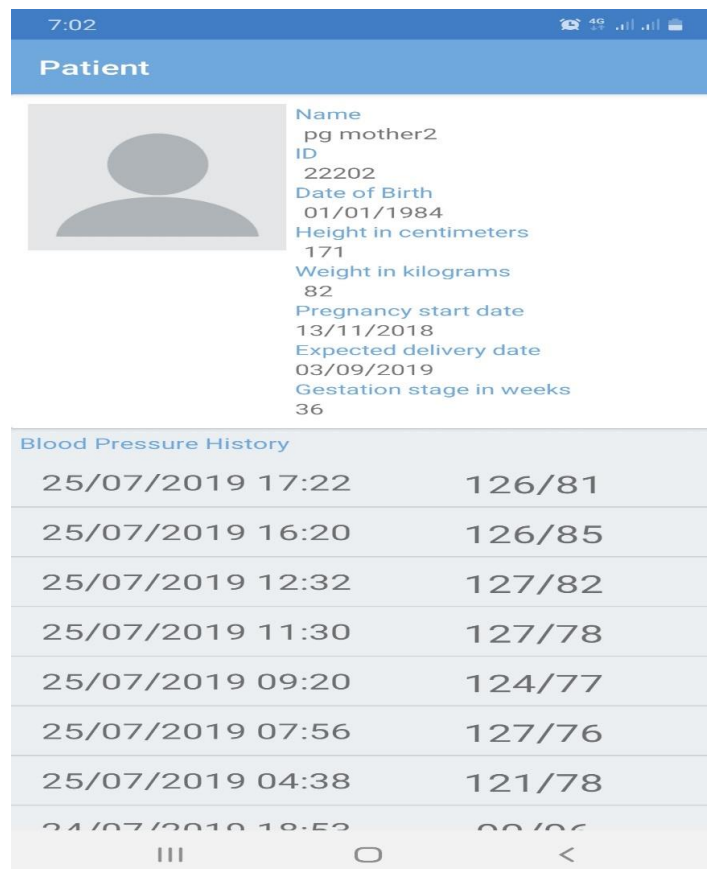 7:02 4G
Patient
Name
pg mother2
ID
22202
Date of Birth
01/01/1984
Height in centimeters
171
Weight in kilograms
82
Pregnancy start date
13/11/2018
Expected delivery date
03/09/2019
Gestation stage in weeks
36
Blood Pressure History
25/07/2019 17:22 126/81
25/07/2019 16:20 126/85
25/07/2019 12:32 127/82
25/07/2019 11:30 127/78
25/07/2019 09:20 124/77
25/07/2019 07:56 127/76
25/07/2019 04:38 121/78
24/07/2019